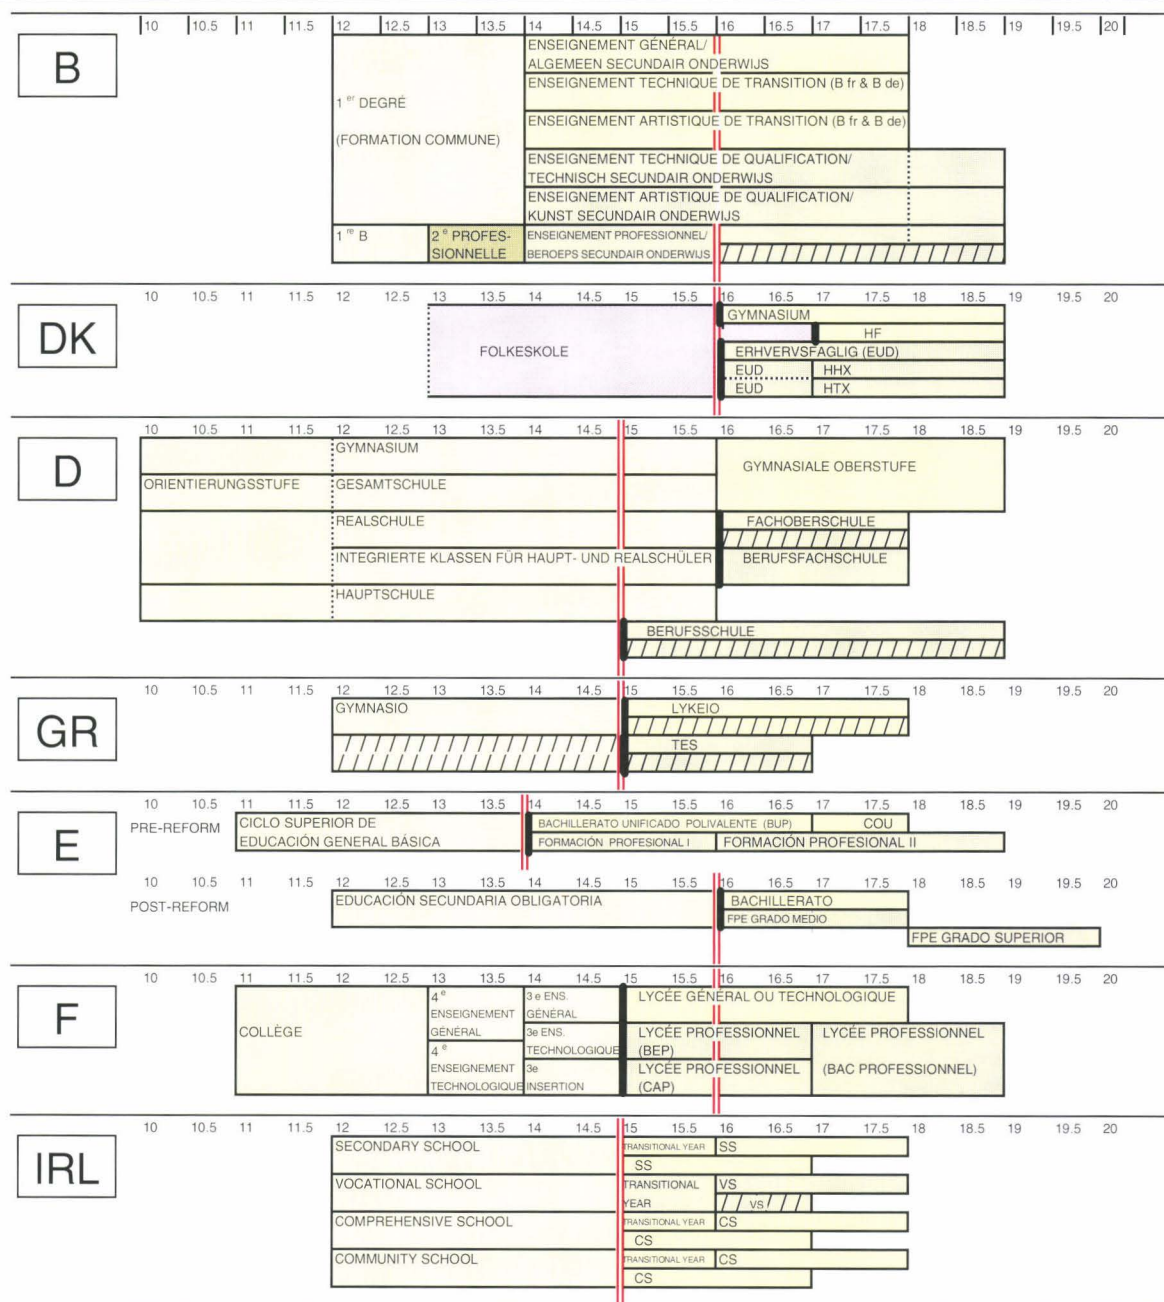 10 10.5 11 11.5 12 12.5 13 13.5 14 14.5 15 15.5 16 16.5 17 17.5 18 18.5 19 19.5 20
B
1er DEGRÉ
(FORMATION COMMUNE)
ENSEIGNEMENT GÉNÉRAL/
ALGEMEEN SECUNDAIR ONDERWIJS
ENSEIGNEMENT TECHNIQUE DE TRANSITION (B fr & B de)
ENSEIGNEMENT ARTISTIQUE DE TRANSITION (B fr & B de)
ENSEIGNEMENT TECHNIQUE DE QUALIFICATION/
TECHNISCH SECUNDAIR ONDERWIJS
ENSEIGNEMENT ARTISTIQUE DE QUALIFICATION/
KUNST SECUNDAIR ONDERWIJS
1re B
2e PROFES-
SIONNELLE
ENSEIGNEMENT PROFESSIONNEL/
BEROEPS SECUNDAIR ONDERWIJS
10 10.5 11 11.5 12 12.5 13 13.5 14 14.5 15 15.5 16 16.5 17 17.5 18 18.5 19 19.5 20
DK
FOLKESKOLE
GYMNASIUM
HF
ERHVERVSFAGLIG (EUD)
EUD HHX
EUD HTX
10 10.5 11 11.5 12 12.5 13 13.5 14 14.5 15 15.5 16 16.5 17 17.5 18 18.5 19 19.5 20
D
GYMNASIUM
GYMNASIALE OBERSTUFE
ORIENTIERUNGSSTUFE GESAMTSCHULE
REALSCHULE FACHOBERSCHULE
INTEGRIERTE KLASSEN FÜR HAUPT- UND REALSCHÜLER BERUFSFACHSCHULE
HAUPTSCHULE
BERUFSSCHULE
10 10.5 11 11.5 12 12.5 13 13.5 14 14.5 15 15.5 16 16.5 17 17.5 18 18.5 19 19.5 20
GR
GYMNASIO LYKEIO
TES
10 10.5 11 11.5 12 12.5 13 13.5 14 14.5 15 15.5 16 16.5 17 17.5 18 18.5 19 19.5 20
E
PRE-REFORM
CICLO SUPERIOR DE
EDUCACIÓN GENERAL BÁSICA
BACHILLERATO UNIFICADO POLIVALENTE (BUP) COU
FORMACIÓN PROFESIONAL I FORMACIÓN PROFESIONAL II
10 10.5 11 11.5 12 12.5 13 13.5 14 14.5 15 15.5 16 16.5 17 17.5 18 18.5 19 19.5 20
POST-REFORM
EDUCACIÓN SECUNDARIA OBLIGATORIA BACHILLERATO
FPE GRADO MEDIO
FPE GRADO SUPERIOR
10 10.5 11 11.5 12 12.5 13 13.5 14 14.5 15 15.5 16 16.5 17 17.5 18 18.5 19 19.5 20
F
COLLÈGE
4e
ENSEIGNEMENT
GÉNÉRAL
4e
ENSEIGNEMENT
TECHNOLOGIQUE
3 e ENS.
GÉNÉRAL
3e ENS.
TECHNOLOGIQUE
3e
INSERTION
LYCÉE GÉNÉRAL OU TECHNOLOGIQUE
LYCÉE PROFESSIONNEL
(BEP)
LYCÉE PROFESSIONNEL
(CAP)
LYCÉE PROFESSIONNEL
(BAC PROFESSIONNEL)
10 10.5 11 11.5 12 12.5 13 13.5 14 14.5 15 15.5 16 16.5 17 17.5 18 18.5 19 19.5 20
IRL
SECONDARY SCHOOL TRANSITIONAL YEAR SS
SS
VOCATIONAL SCHOOL TRANSITIONAL YEAR VS
VS
COMPREHENSIVE SCHOOL TRANSITIONAL YEAR CS
CS
COMMUNITY SCHOOL TRANSITIONAL YEAR CS
CS